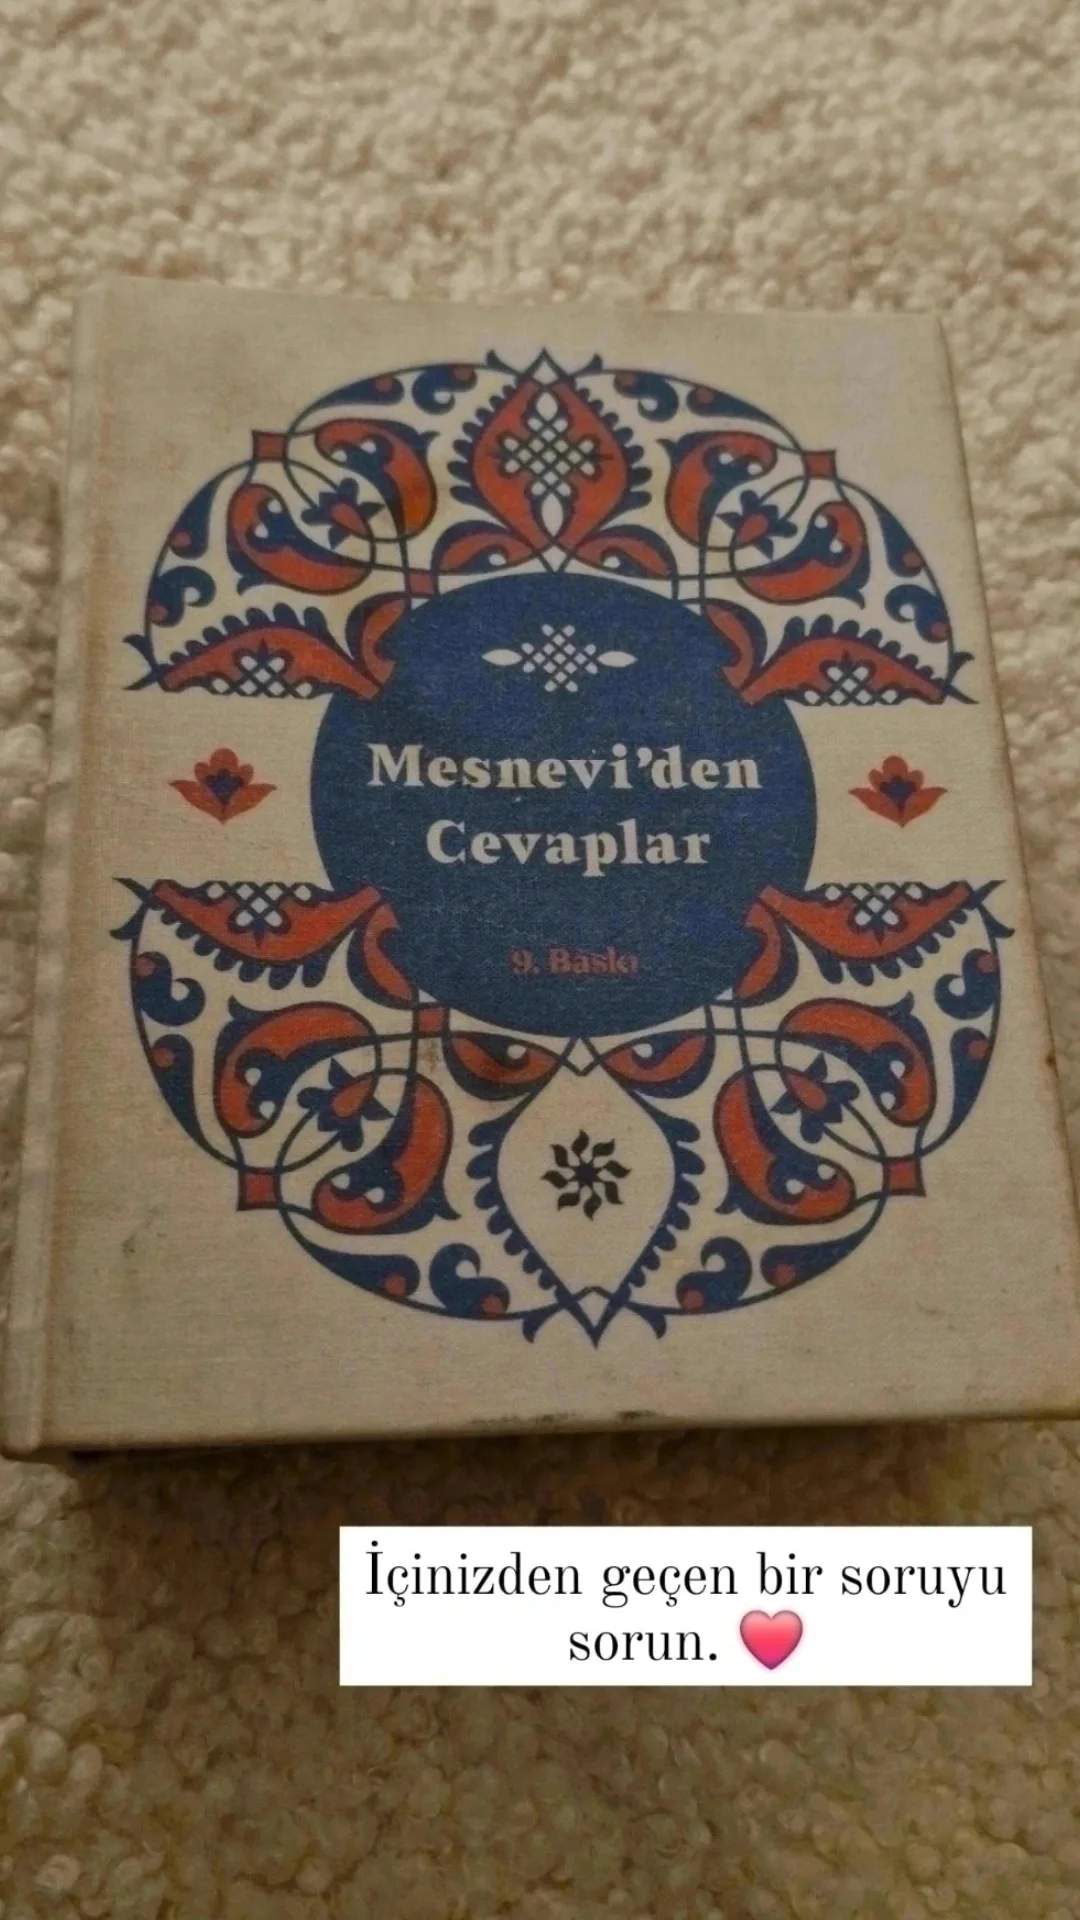 Mesnevi’den
Cevaplar
9. Baskı
İçinizden geçen bir soruyu
sorun. ❤️